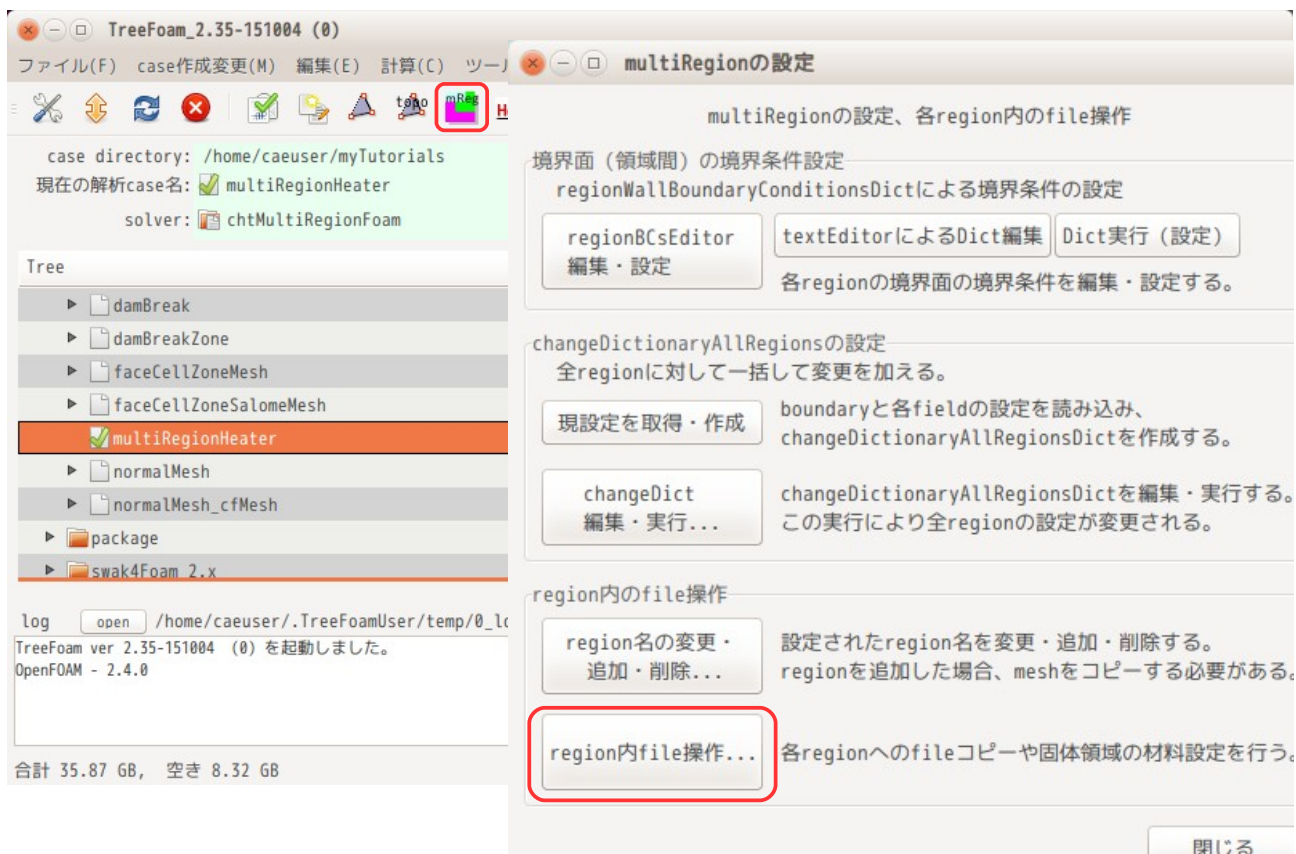 TreeFoam_2.35-151004 (0)
ファイル(F) case作成変更(M) 編集(E) 計算(C) ツー
topo mReg
case directory: /home/caeuser/myTutorials
現在の解析case名: multiRegionHeater
solver: chtMultiRegionFoam
Tree
damBreak
damBreakZone
faceCellZoneMesh
faceCellZoneSalomeMesh
multiRegionHeater
normalMesh
normalMesh_cfMesh
package
swak4Foam_2.x
log open /home/caeuser/.TreeFoamUser/temp/0_lo
TreeFoam ver 2.35-151004 (0) を起動しました。
OpenFOAM - 2.4.0
合計 35.87 GB, 空き 8.32 GB
multiRegionの設定
multiRegionの設定、各region内のfile操作
境界面（領域間）の境界条件設定
regionWallBoundaryConditionsDictによる境界条件の設定
regionBCsEditor
編集・設定
textEditorによるDict編集 Dict実行（設定）
各regionの境界面の境界条件を編集・設定する。
changeDictionaryAllRegionsの設定
全regionに対して一括して変更を加える。
現設定を取得・作成
boundaryと各fieldの設定を読み込み、
changeDictionaryAllRegionsDictを作成する。
changeDict
編集・実行...
changeDictionaryAllRegionsDictを編集・実行する。
この実行により全regionの設定が変更される。
region内のfile操作
region名の変更・
追加・削除...
設定されたregion名を変更・追加・削除する。
regionを追加した場合、meshをコピーする必要がある。
region内file操作...
各regionへのfileコピーや固体領域の材料設定を行う。
閉じる